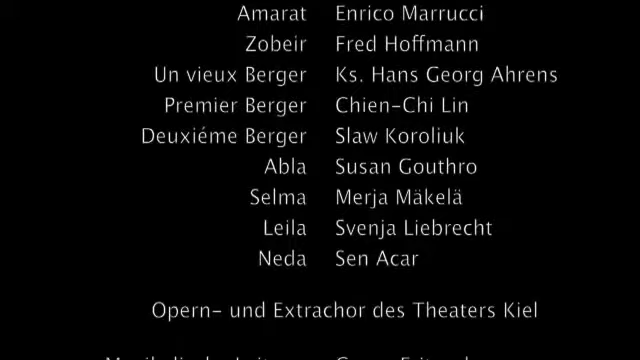 Amarat Enrico Marrucci
Zobeir Fred Hoffmann
Un vieux Berger Ks. Hans Georg Ahrens
Premier Berger Chien-Chi Lin
Deuxiéme Berger Slaw Koroliuk
Abla Susan Gouthro
Selma Merja Mäkelä
Leila Svenja Liebrecht
Neda Sen Acar
Opern- und Extrachor des Theaters Kiel